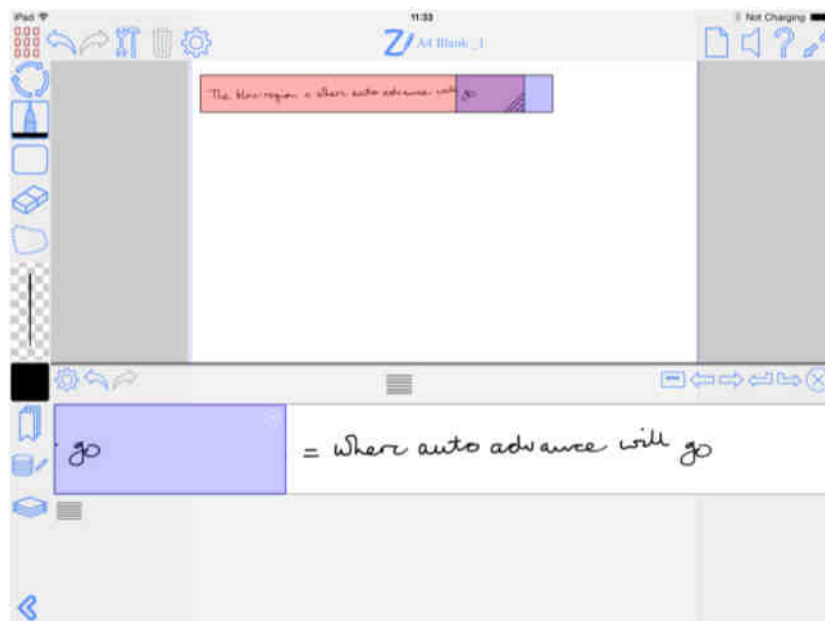 iPad
11:33
Not Charging
Z
A4 Blank_1
The blue region = where auto advance will go
go
= where auto advance will go